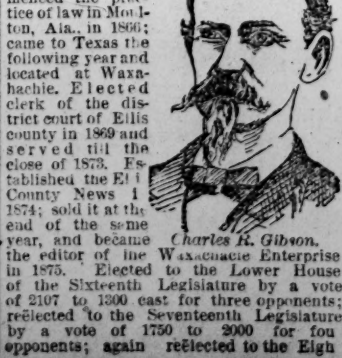 tice of law in Moul-
ton, Ala., in 1866;
came to Texas the
following year and
located at Waxa-
hachie. Elected
clerk of the dis-
trict court of Ellis
county in 1869 and
served till the
close of 1873. Es-
tablished the
County News
1874; sold it at the
end of the same
year, and became
Charles R. Gibson.
the editor of the Waxachacie Enterprise
in 1875. Elected to the Lower House
of the Sixteenth Legislature by a vote
of 2107 to 1300 cast for three opponents;
reëlected to the Seventeenth Legislature
by a vote of 1750 to 2000 for fou
opponents; again reëlected to the Eigh